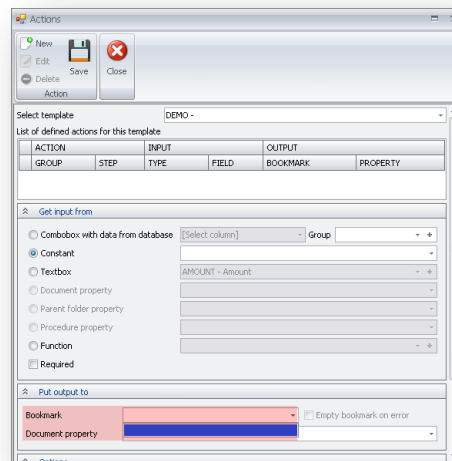 Actions
New
Edit
Delete
Save
Close
Action
Select template
DEMO -
List of defined actions for this template
ACTION INPUT OUTPUT
GROUP STEP TYPE FIELD BOOKMARK PROPERTY
Get input from
Combobox with data from database [Select column] Group
Constant
Textbox AMOUNT - Amount
Document property
Parent folder property
Procedure property
Function
Required
Put output to
Bookmark Empty bookmark on error
Document property